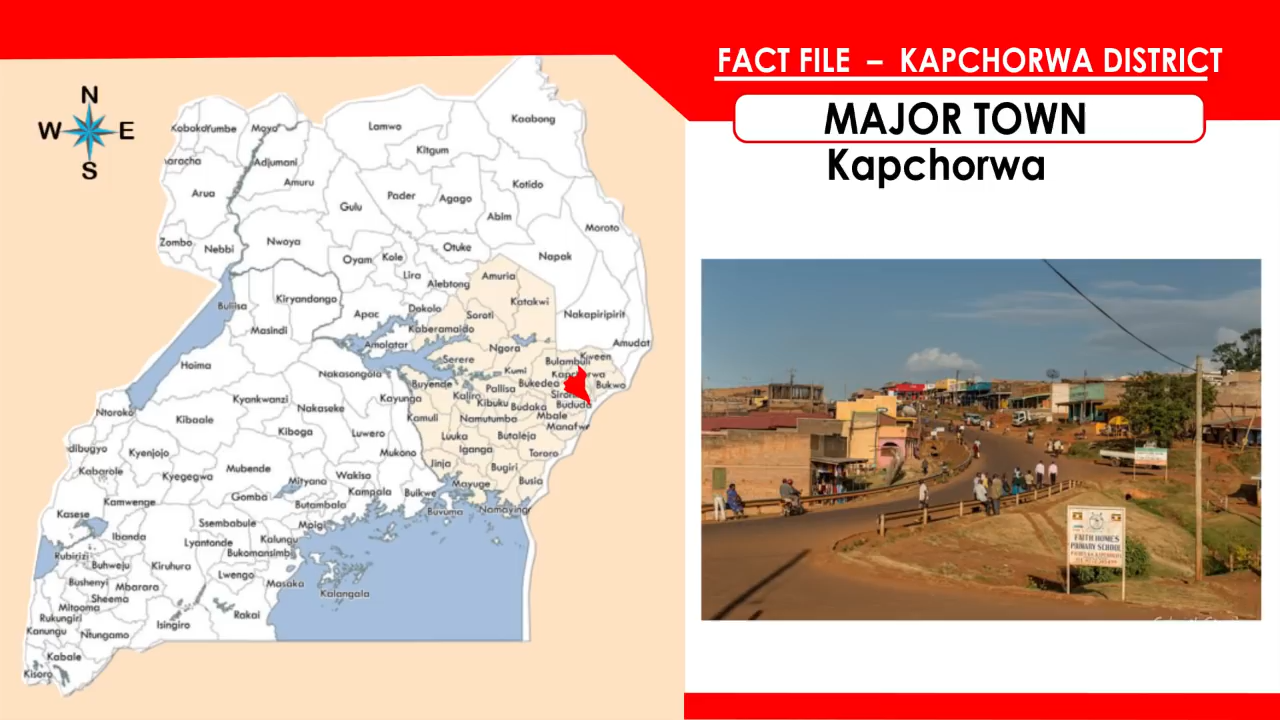 FACT FILE – KAPCHORWA DISTRICT
MAJOR TOWN
Kapchorwa
N
W E
S
Koboko
Yumbe
Moyo
Lamwo
Kaabong
Kitgum
aracha
Adjumani
Amuru
Arua
Kotido
Pader
Agago
Gulu
Abim
Moroto
Zombo
Nebbi
Nwoya
Otuke
Oyam
Kole
Napak
Lira
Alebtong
Amuria
Buliisa
Kiryandongo
Katakwi
Apac
Dokolo
Soroti
Nakapiripirit
Masindi
Kaberamaido
Amolatar
Ngora
Amudat
Hoima
Serere
Bulambuli
Kween
Nakasongola
Kumi
Kapchorwa
Buyende
Pallisa
Bukedea
Bukwo
Kyankwanzi
Kayunga
Kaliro
Siro
Ntoroko
Nakaseke
Kibuku
Budaka
Bududa
Kibaale
Kamuli
Namutumba
Mbale
Kiboga
Luwero
Manafw
Luuka
Butaleja
dibugyo
Kyenjojo
Mukono
Iganga
Tororo
Kabarole
Kyegegwa
Mubende
Wakiso
Jinja
Bugiri
Mityana
Kampala
Buikwe
Mayuge
Busia
Kamwenge
Gomba
Butambala
Buvuma
Namayingo
Kasese
Ssembabule
Mpigi
Ibanda
Lyantonde
Kalungu
Rubirizi
Bukomansimbi
Buhweju
Kiruhura
Lwengo
Bushenyi
Mbarara
Masaka
Sheema
Kalangala
Mitooma
Rukungiri
Rakai
Isingiro
Kanungu
Ntungamo
Kabale
Kisoro
FAITH HOMES
PRIMARY SCHOOL